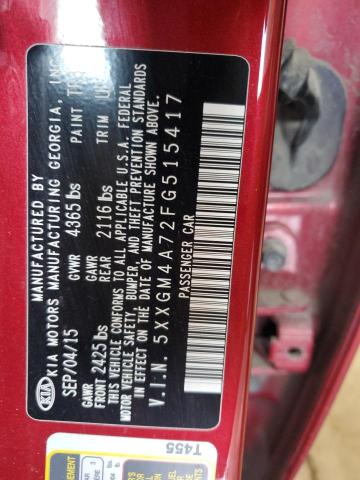 MANUFACTURED BY
KIA KIA MOTORS MANUFACTURING GEORGIA, INC
SEP/04/15 GVWR 4365 lbs PAINT
GAWR FRONT 2425 lbs GAWR REAR 2116 lbs TRIM
THIS VEHICLE CONFORMS TO ALL APPLICABLE U.S.A. FEDERAL
MOTOR VEHICLE SAFETY, BUMPER, AND THEFT PREVENTION STANDARDS
IN EFFECT ON THE DATE OF MANUFACTURE SHOWN ABOVE.
V.I.N. 5XXGM4A72FG515417
PASSENGER CAR
T455